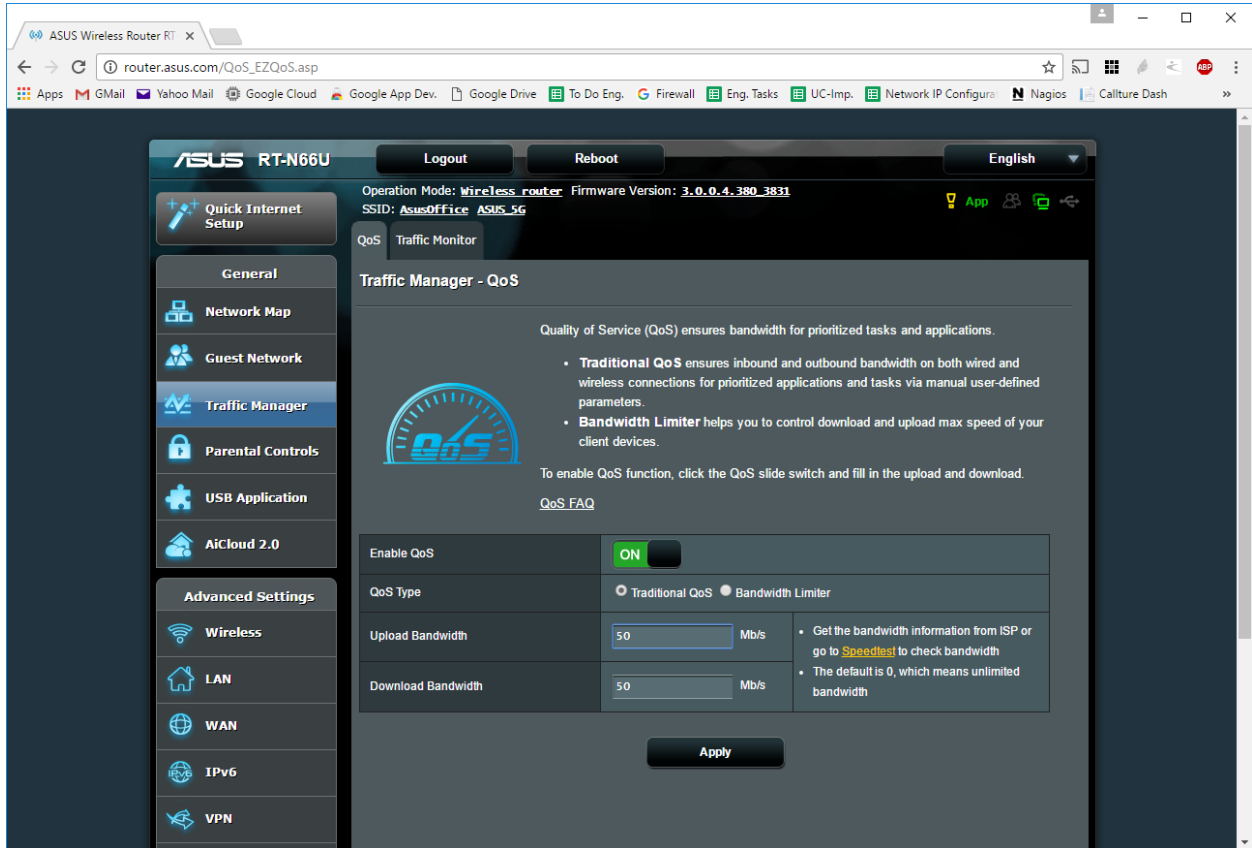 ASUS Wireless Router RT
router.asus.com/QoS_EZQoS.asp
ABP
Apps GMail Yahoo Mail Google Cloud Google App Dev. Google Drive To Do Eng. Firewall Eng. Tasks UC-Imp. Network IP Configura Nagios Callture Dash »
ASUS RT-N66U Logout Reboot English
Operation Mode: Wireless router Firmware Version: 3.0.0.4.380_3831
SSID: AsusOffice ASUS_5G
App
Quick Internet
Setup
QoS Traffic Monitor
General
Network Map
Guest Network
Traffic Manager
Parental Controls
USB Application
AiCloud 2.0
Advanced Settings
Wireless
LAN
WAN
IPv6
VPN
Traffic Manager - QoS
QoS
Quality of Service (QoS) ensures bandwidth for prioritized tasks and applications.
• Traditional QoS ensures inbound and outbound bandwidth on both wired and
wireless connections for prioritized applications and tasks via manual user-defined
parameters.
• Bandwidth Limiter helps you to control download and upload max speed of your
client devices.
To enable QoS function, click the QoS slide switch and fill in the upload and download.
QoS FAQ
Enable QoS ON
QoS Type Traditional QoS Bandwidth Limiter
Upload Bandwidth 50 Mb/s
Download Bandwidth 50 Mb/s
• Get the bandwidth information from ISP or
go to Speedtest to check bandwidth
• The default is 0, which means unlimited
bandwidth
Apply